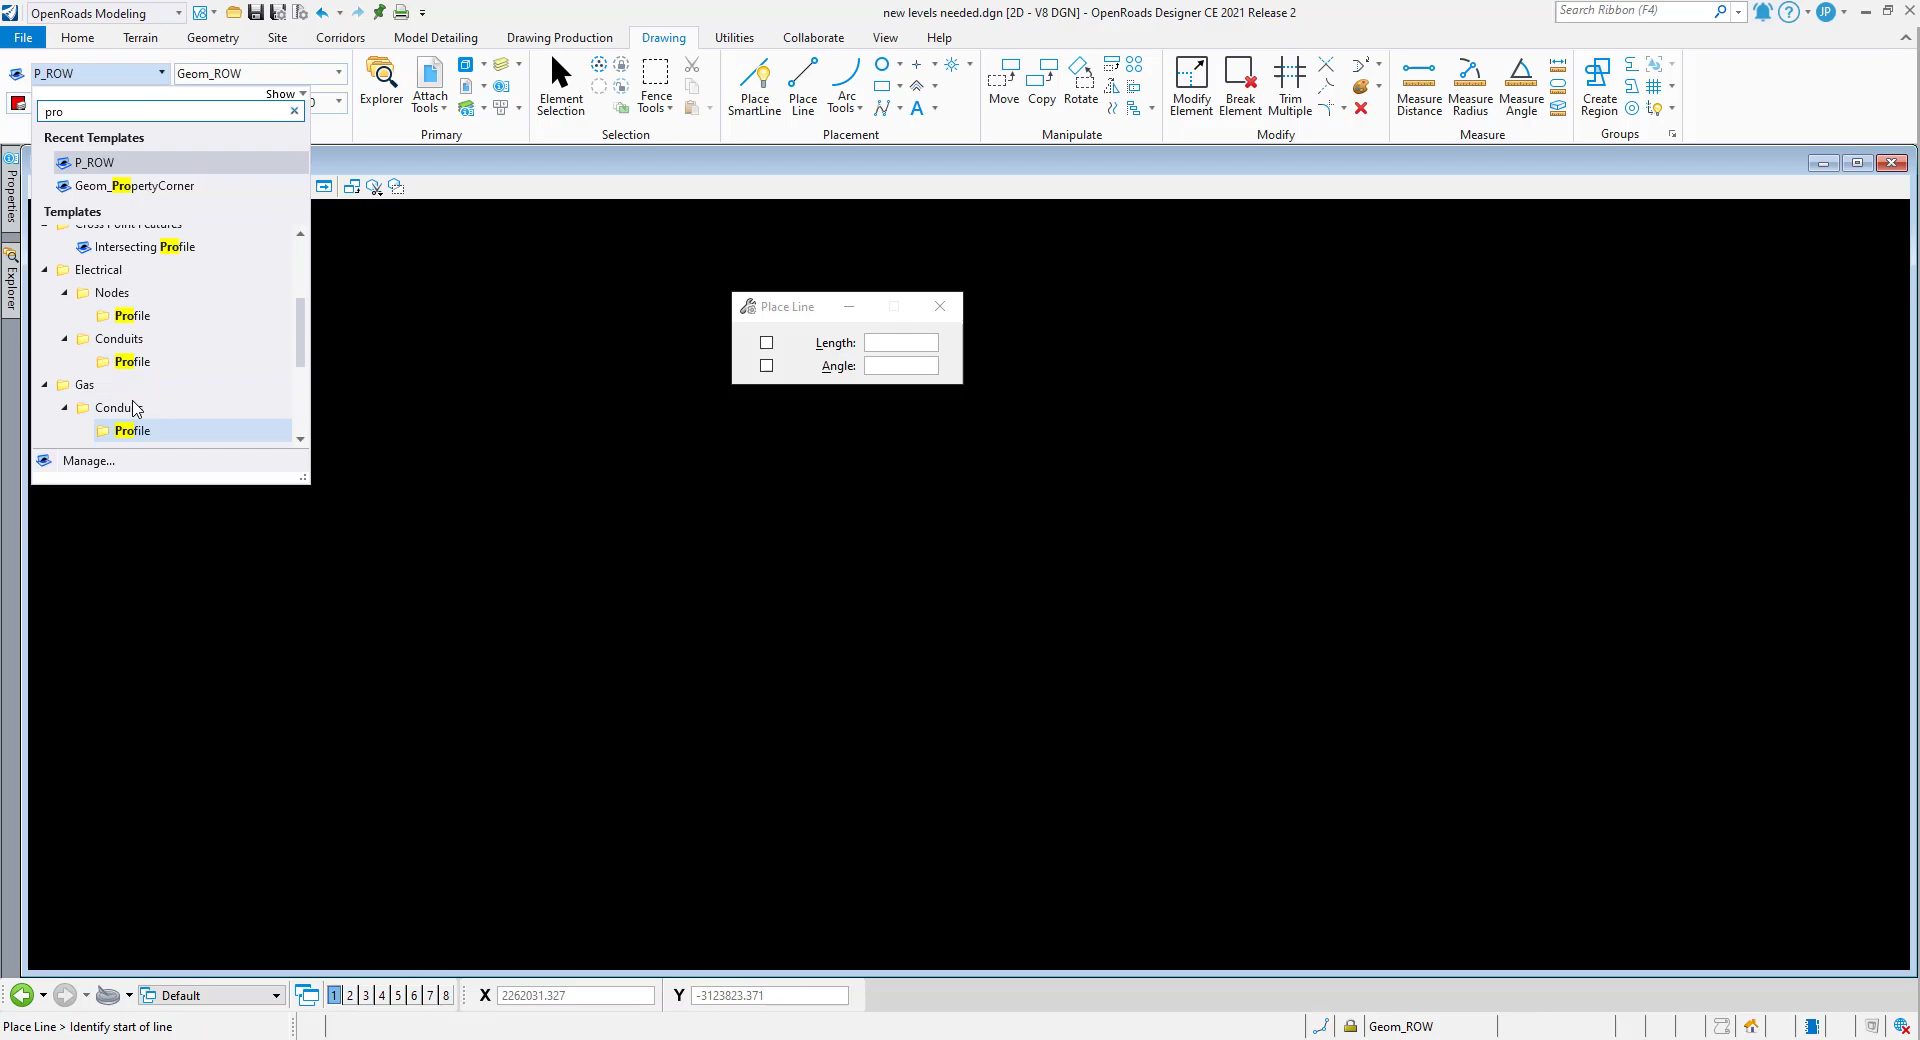 OpenRoads Modeling
new levels needed.dgn [2D - V8 DGN] - OpenRoads Designer CE 2021 Release 2
Search Ribbon (F4)
JP
File Home Terrain Geometry Site Corridors Model Detailing Drawing Production Drawing Utilities Collaborate View Help
P_ROW
Geom_ROW
Show
0
pro
Recent Templates
P_ROW
Geom_PropertyCorner
Templates
Cross Point Features
Intersecting Profile
Electrical
Nodes
Profile
Conduits
Profile
Gas
Conduits
Profile
Manage...
Explorer
Attach Tools
Primary
Element Selection
Fence Tools
Selection
Place SmartLine
Place Line
Arc Tools
Placement
Move
Copy
Rotate
Manipulate
Modify Element
Break Element
Trim Multiple
Modify
Measure Distance
Measure Radius
Measure Angle
Measure
Create Region
Groups
Properties
Explorer
Place Line
Length:
Angle:
Default
1 2 3 4 5 6 7 8
X 2262031.327
Y -3123823.371
Place Line > Identify start of line
Geom_ROW